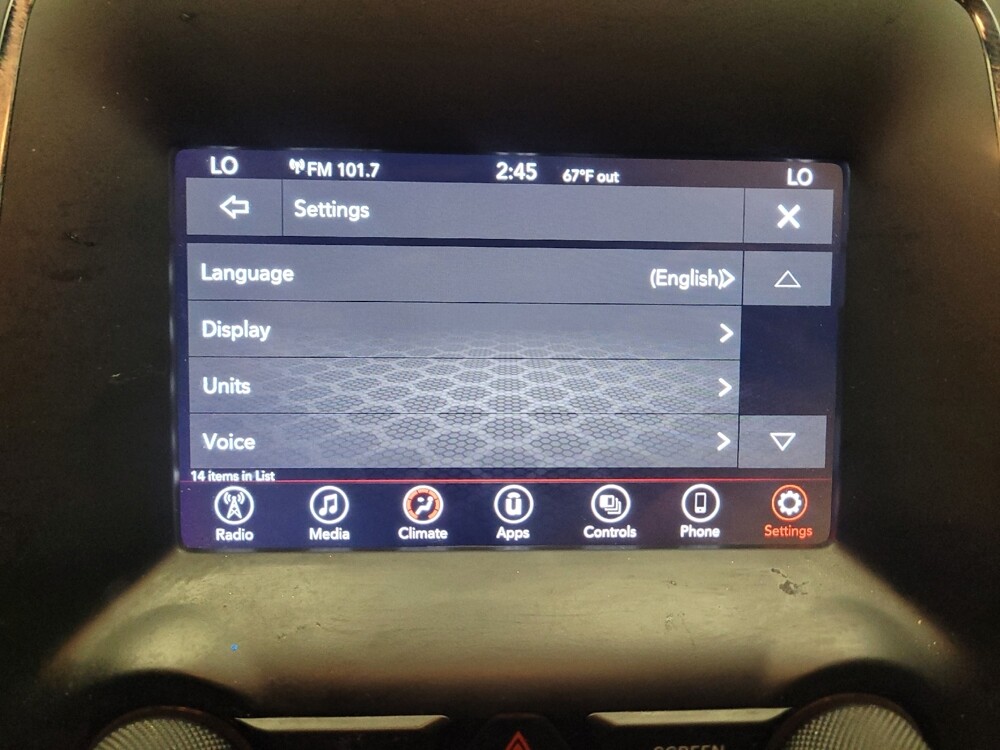 LO FM 101.7 2:45 67°F out LO
Settings
Language (English)
Display
Units
Voice
14 items in List
Radio Media Climate Apps Controls Phone Settings
SCREEN